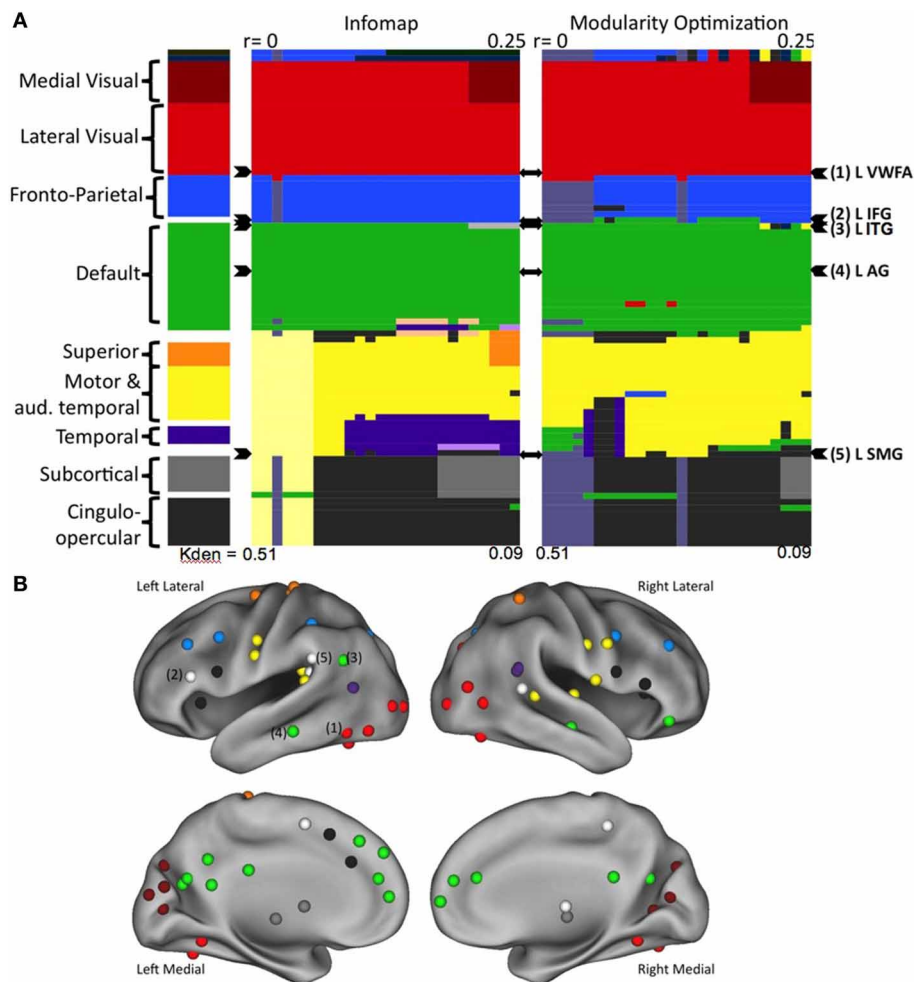 A
Infomap
Modularity Optimization
r= 0
0.25
r= 0
0.25
Medial Visual
Lateral Visual
(1) L VWFA
Fronto-Parietal
(2) L IFG
(3) L ITG
Default
(4) L AG
Superior
Motor &
aud. temporal
Temporal
(5) L SMG
Subcortical
Cingulo-
opercular
Kden = 0.51
0.09
0.51
0.09
B
Left Lateral
Right Lateral
(5)
(3)
(2)
(4)
(1)
Left Medial
Right Medial